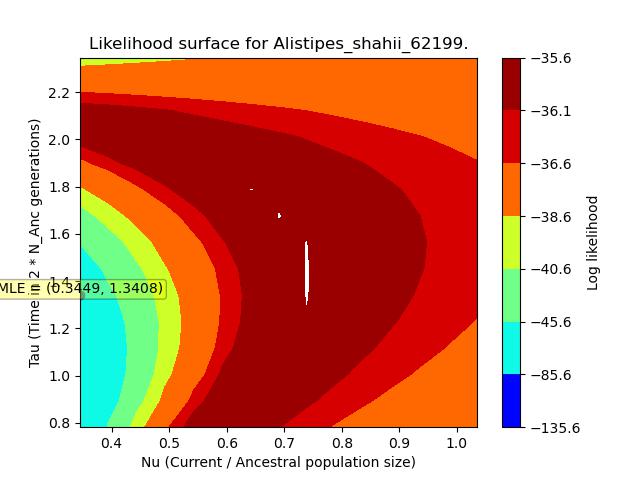 Likelihood surface for Alistipes_shahii_62199.
Tau (Time in 2 * N_Anc generations)
2.2
2.0
1.8
1.6
1.4
1.2
1.0
0.8
MLE = (0.3449, 1.3408)
0.4 0.5 0.6 0.7 0.8 0.9 1.0
Nu (Current / Ancestral population size)
−35.6
−36.1
−36.6
−38.6
−40.6
−45.6
−85.6
−135.6
Log likelihood